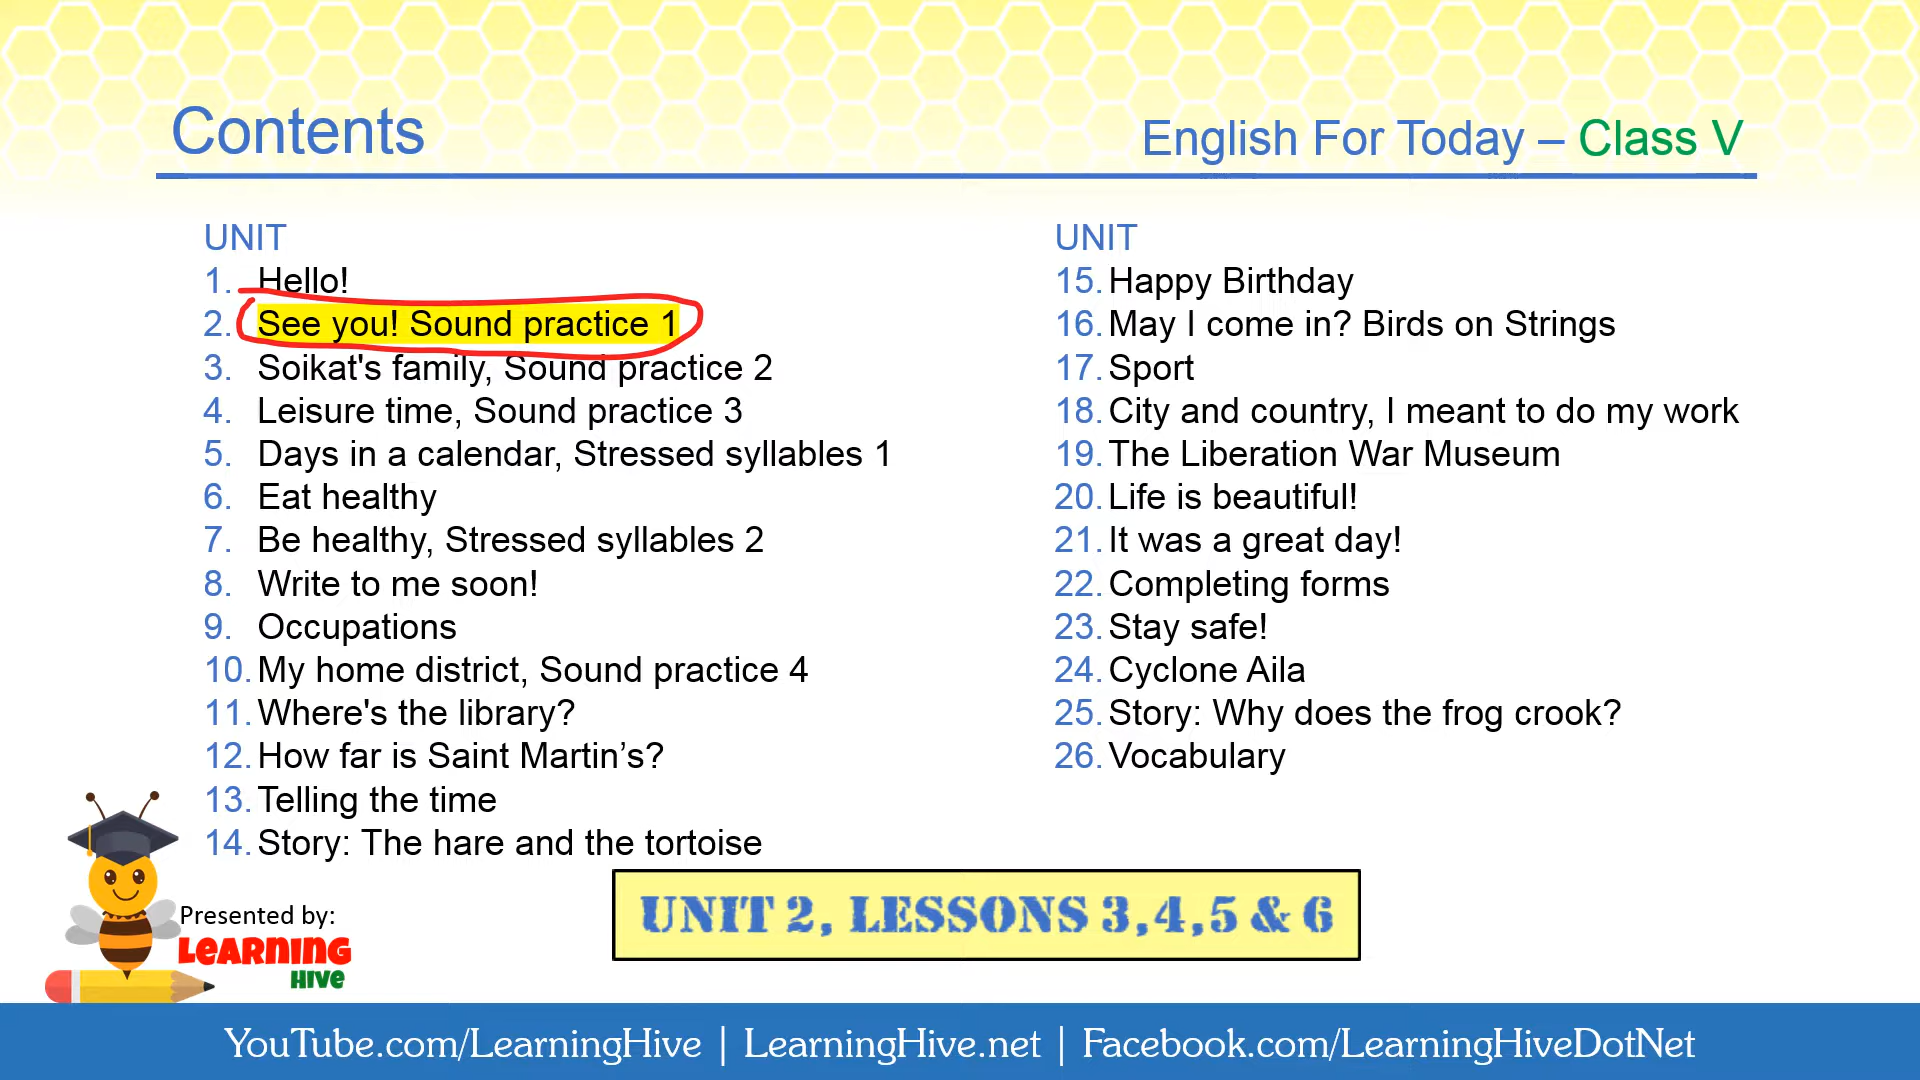 Contents
English For Today – Class V
UNIT
1. Hello!
2. See you! Sound practice 1
3. Soikat's family, Sound practice 2
4. Leisure time, Sound practice 3
5. Days in a calendar, Stressed syllables 1
6. Eat healthy
7. Be healthy, Stressed syllables 2
8. Write to me soon!
9. Occupations
10. My home district, Sound practice 4
11. Where's the library?
12. How far is Saint Martin’s?
13. Telling the time
14. Story: The hare and the tortoise
UNIT
15. Happy Birthday
16. May I come in? Birds on Strings
17. Sport
18. City and country, I meant to do my work
19. The Liberation War Museum
20. Life is beautiful!
21. It was a great day!
22. Completing forms
23. Stay safe!
24. Cyclone Aila
25. Story: Why does the frog crook?
26. Vocabulary
UNIT 2, LESSONS 3,4,5 & 6
Presented by:
LEARNING
HIVE
YouTube.com/LearningHive | LearningHive.net | Facebook.com/LearningHiveDotNet